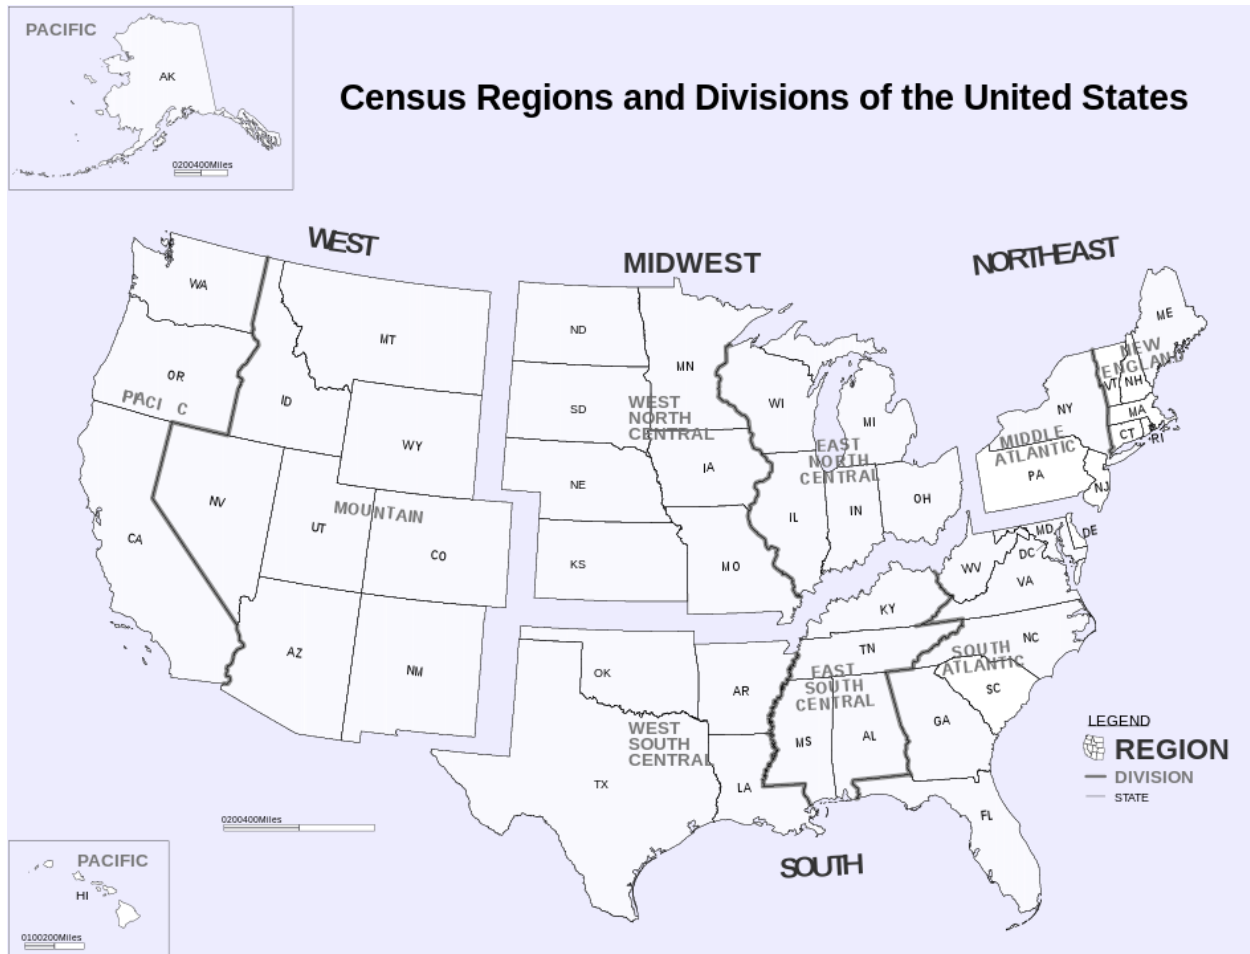 PACIFIC
AK
0200400Miles
Census Regions and Divisions of the United States
WEST
MIDWEST
NORTHEAST
WA
MT
OR
ID
WY
PACI C
NV
UT
MOUNTAIN
CO
CA
AZ
NM
ND
MN
SD
WEST
NORTH
CENTRAL
NE
IA
KS
MO
WI
MI
EAST
NORTH
CENTRAL
IL
IN
OH
ME
NEW
ENGLAND
VT
NH
MA
CT
RI
NY
MIDDLE
ATLANTIC
PA
NJ
MD
DE
DC
WV
VA
KY
TN
NC
SOUTH
ATLANTIC
SC
GA
FL
EAST
SOUTH
CENTRAL
MS
AL
OK
AR
WEST
SOUTH
CENTRAL
TX
LA
SOUTH
LEGEND
REGION
DIVISION
STATE
0200400Miles
PACIFIC
HI
0100200Miles